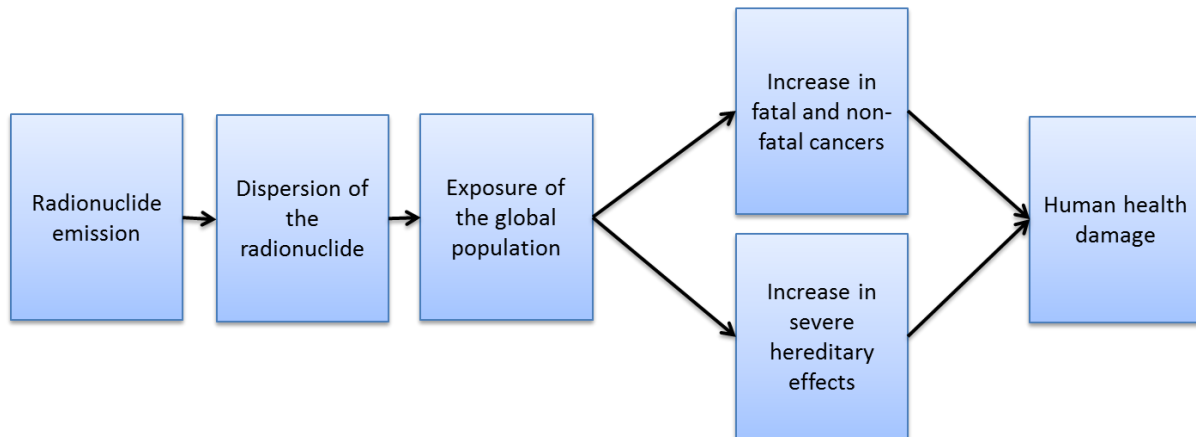 Radionuclide
emission
Dispersion of
the
radionuclide
Exposure of
the global
population
Increase in
fatal and non-
fatal cancers
Increase in
severe
hereditary
effects
Human health
damage